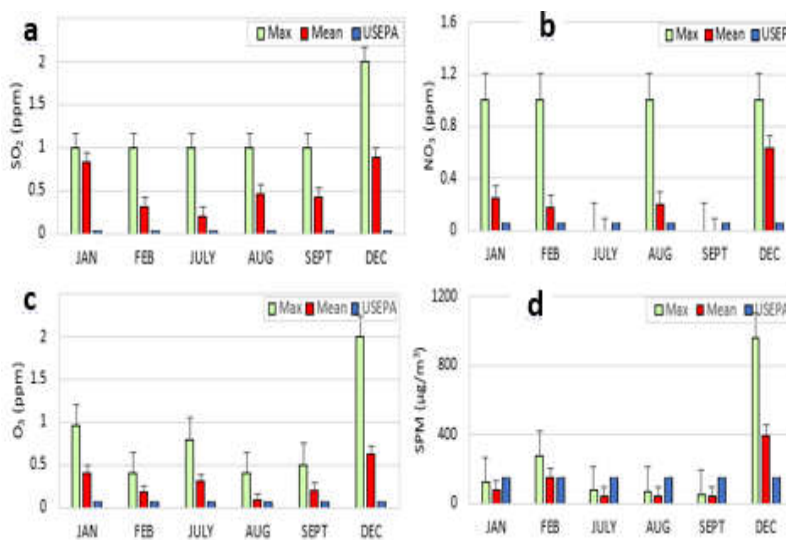 a
Max Mean USEPA
SO₂ (ppm)
2
1.5
1
0.5
0
JAN FEB JULY AUG SEPT DEC
b
Max Mean USEPA
NO₃ (ppm)
1.6
1.2
0.8
0.4
0
JAN FEB JULY AUG SEPT DEC
c
Max Mean USEPA
O₃ (ppm)
2
1.5
1
0.5
0
JAN FEB JULY AUG SEPT DEC
d
Max Mean USEPA
SPM (µg/m³)
1200
800
400
0
JAN FEB JULY AUG SEPT DEC